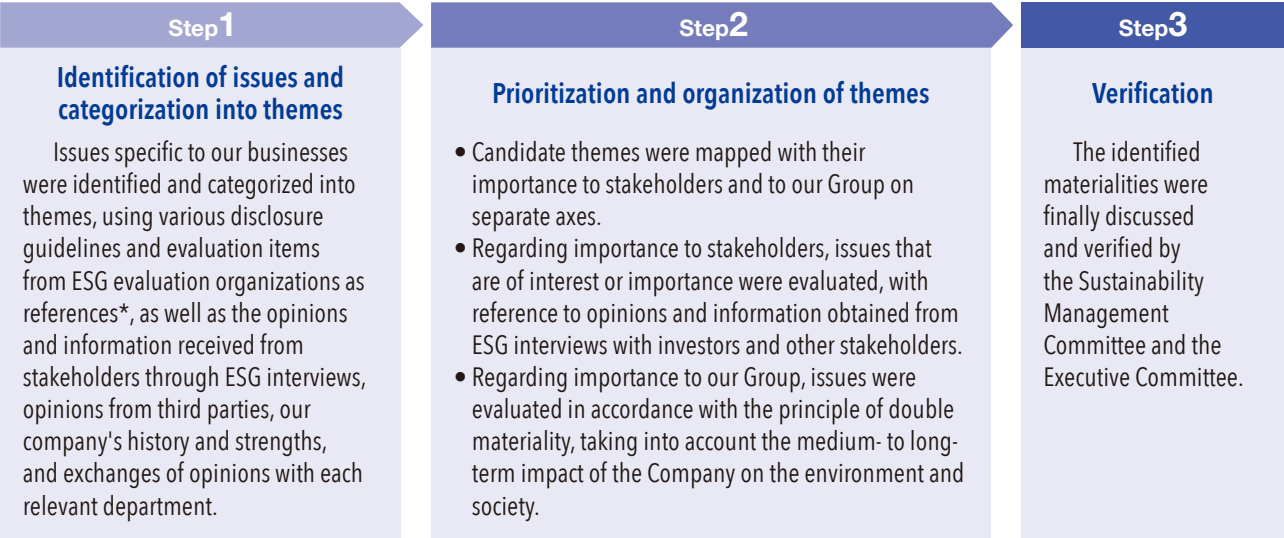 Step1
Identification of issues and
categorization into themes
Issues specific to our businesses
were identified and categorized into
themes, using various disclosure
guidelines and evaluation items
from ESG evaluation organizations as
references*, as well as the opinions
and information received from
stakeholders through ESG interviews,
opinions from third parties, our
company's history and strengths,
and exchanges of opinions with each
relevant department.
Step2
Prioritization and organization of themes
• Candidate themes were mapped with their
importance to stakeholders and to our Group on
separate axes.
• Regarding importance to stakeholders, issues that
are of interest or importance were evaluated, with
reference to opinions and information obtained from
ESG interviews with investors and other stakeholders.
• Regarding importance to our Group, issues were
evaluated in accordance with the principle of double
materiality, taking into account the medium- to long-
term impact of the Company on the environment and
society.
Step3
Verification
The identified
materialities were
finally discussed
and verified by
the Sustainability
Management
Committee and the
Executive Committee.